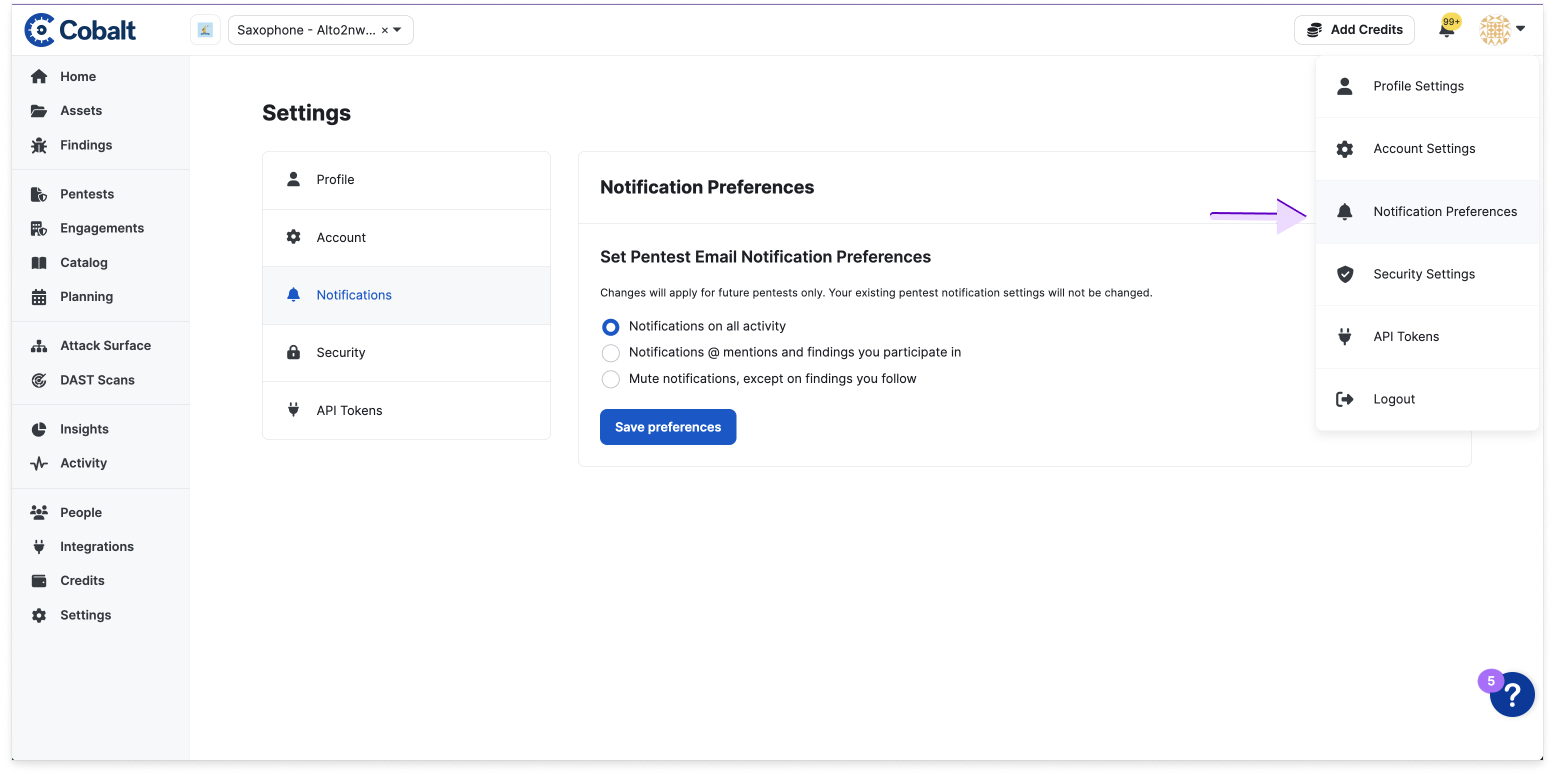 Cobalt
Saxophone - Alto2nw... ×
Add Credits
99+
Home
Assets
Findings
Pentests
Engagements
Catalog
Planning
Attack Surface
DAST Scans
Insights
Activity
People
Integrations
Credits
Settings
Settings
Profile
Account
Notifications
Security
API Tokens
Notification Preferences
Set Pentest Email Notification Preferences
Changes will apply for future pentests only. Your existing pentest notification settings will not be changed.
Notifications on all activity
Notifications @ mentions and findings you participate in
Mute notifications, except on findings you follow
Save preferences
Profile Settings
Account Settings
Notification Preferences
Security Settings
API Tokens
Logout
5
?